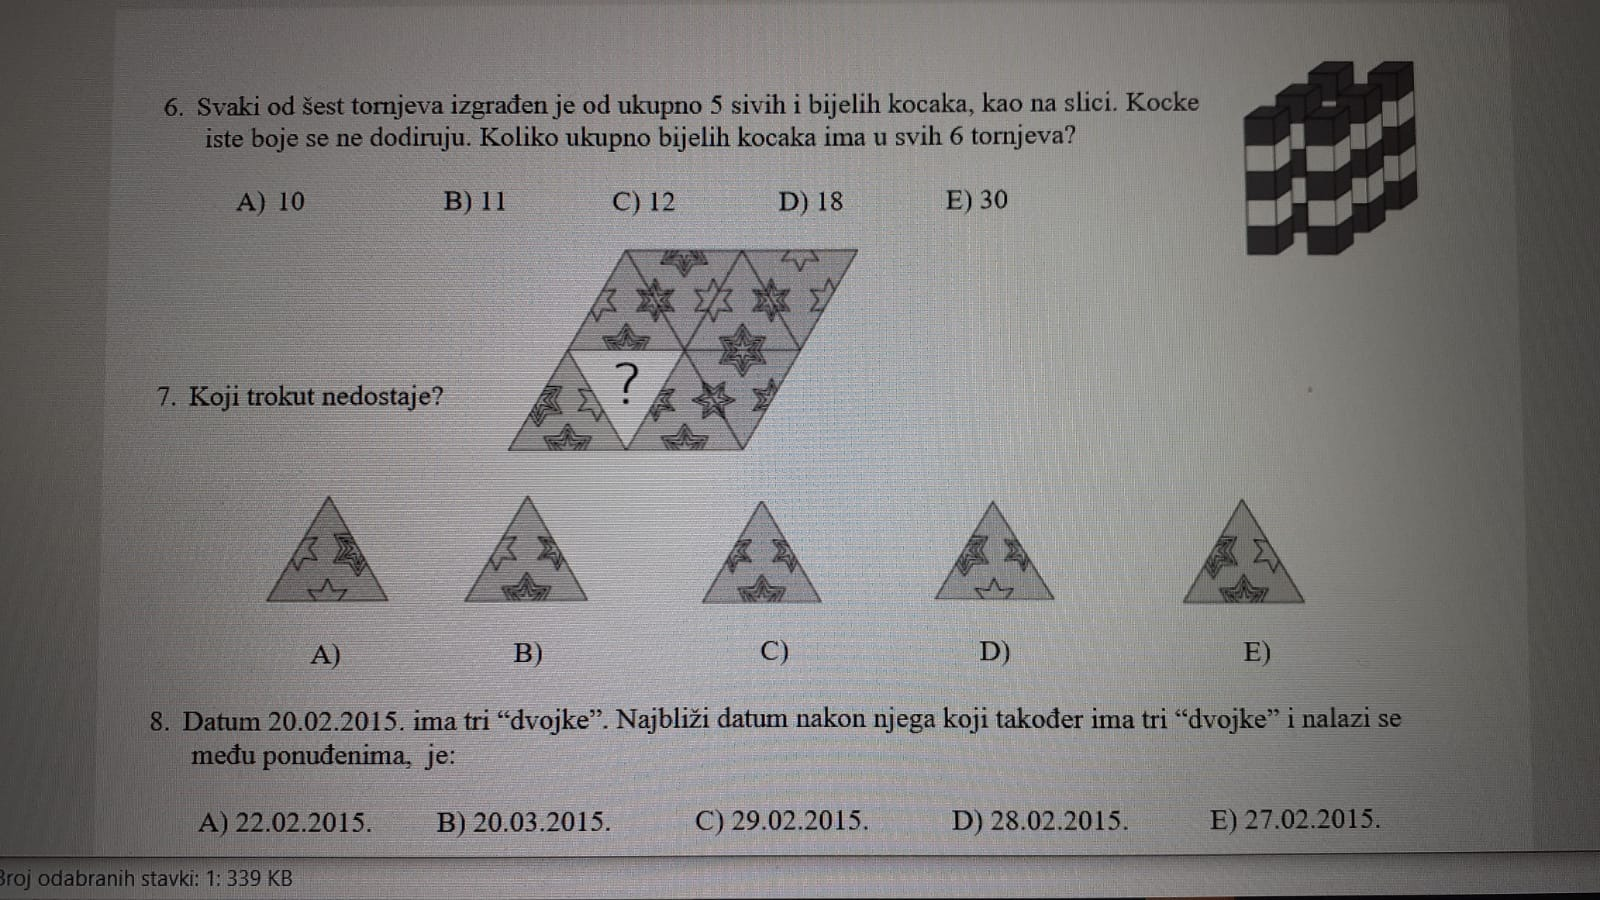 6. Svaki od šest tornjeva izgrađen je od ukupno 5 sivih i bijelih kocaka, kao na slici. Kocke
iste boje se ne dodiruju. Koliko ukupno bijelih kocaka ima u svih 6 tornjeva?
A) 10 B) 11 C) 12 D) 18 E) 30
?
7. Koji trokut nedostaje?
A) B) C) D) E)
8. Datum 20.02.2015. ima tri “dvojke”. Najbliži datum nakon njega koji također ima tri “dvojke” i nalazi se
među ponuđenima, je:
A) 22.02.2015. B) 20.03.2015. C) 29.02.2015. D) 28.02.2015. E) 27.02.2015.
Broj odabranih stavki: 1: 339 KB